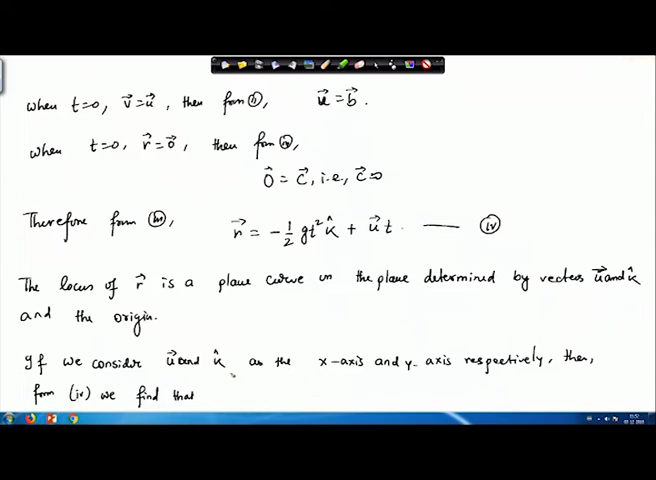 when t=0, v⃗=u⃗, then from (ii), u⃗ = b⃗.
when t=0, r⃗=0⃗, then from (iii),
0⃗ = c⃗, i.e., c⃗=0
Therefore from (iii), r⃗ = -1/2 gt² k̂ + u⃗ t. —— (iv)
The locus of r⃗ is a plane curve in the plane determined by vectors u⃗ and k̂
and the origin.
If we consider u⃗ and k̂ as the x-axis and y-axis respectively, then,
from (iv) we find that